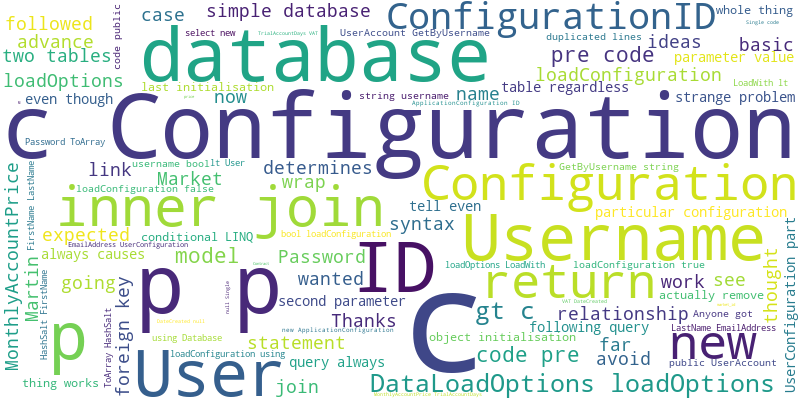 followed
advance
two tables
loadOptions
case
simple database
ConfigurationID
whole thing
code public
select new
TrialAccountDays VAT
UserAccount GetByUsername
duplicated lines
Single code
database
pre code
ideas
basic
parameter value
loadConfiguration
LoadWith lt
even though
last initialisation
now
string username
name
table regardless
ApplicationConfiguration ID
strange problem
c Configuration
Password ToArray
link
username bool
lt User
determines
GetByUsername string
Market
wrap
loadConfiguration false
Configuration
inner join
tell even
syntax
particular configuration
MonthlyAccountPrice
Martin
FirstName lastName
expected
conditional LINQ
bool loadConfiguration
Username
EmailAddress UserConfiguration
always causes
model
Password
ID
loadOptions LoadWith
loadConfiguration true
going
wanted
return
work
see
thought
UserConfiguration part
actually remove
HashSalt FirstName
foreign key
ToArray HashSalt
p p
null Single
second parameter
VAT DateCreated
C
gt c
relationship
Anyone got
Thanks
following query
new ApplicationConfiguration
LastName EmailAddress
p
using Database
statement
object initialisation
far
new
loadConfiguration using
query always
code pre
avoid
public UserAccount
thing works
User
join
DataLoadOptions loadOptions
MonthlyAccountPrice TrialAccountDays